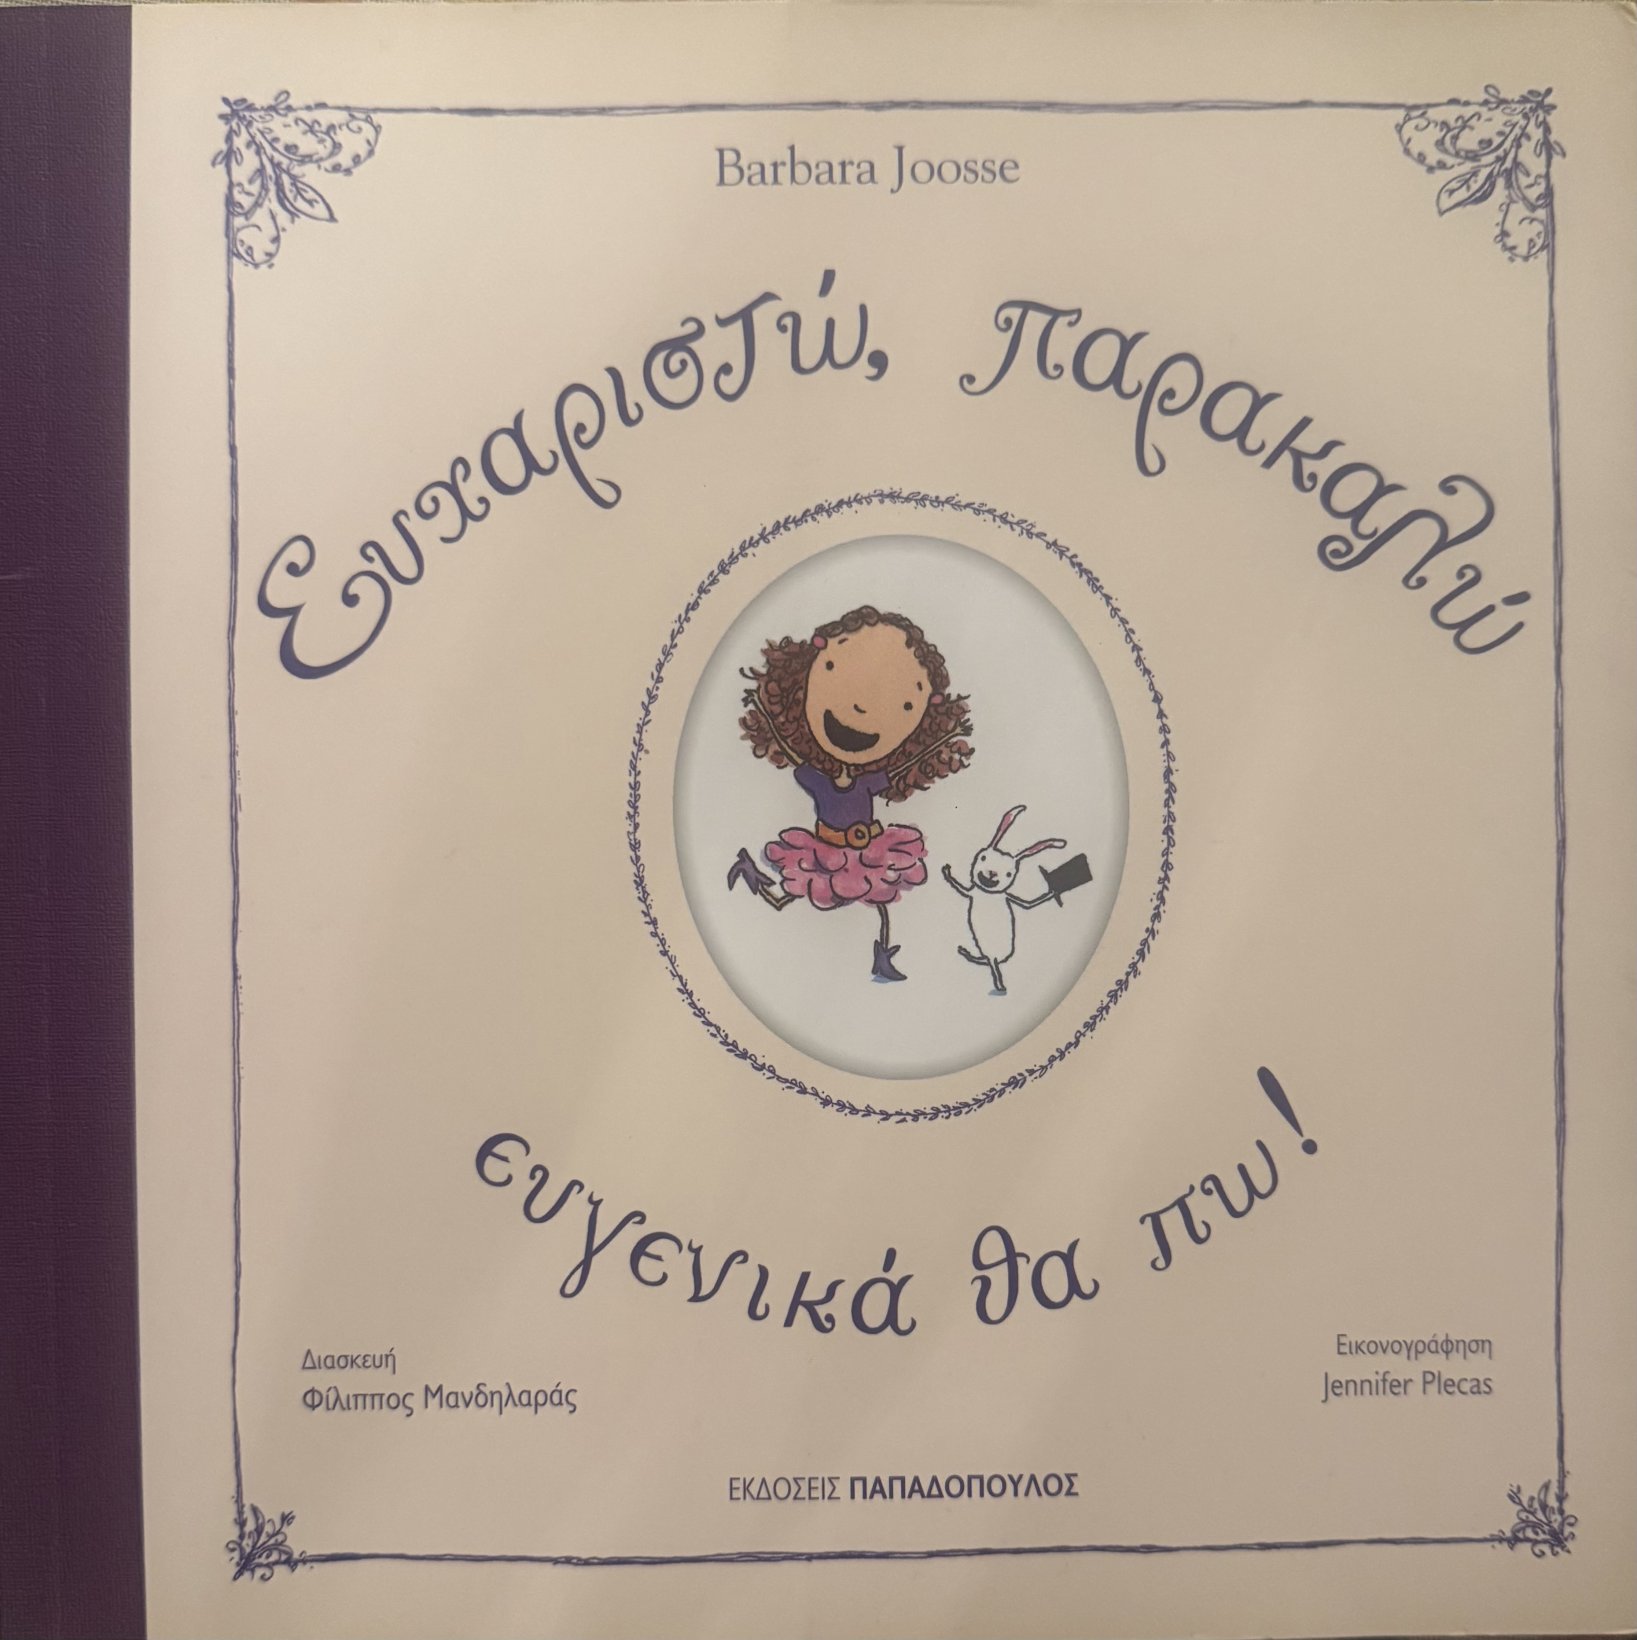 Barbara Joosse
Ευχαριστώ, παρακαλώ
ευγενικά θα πω!
Διασκευή
Φίλιππος Μανδηλαράς
Εικονογράφηση
Jennifer Plecas
ΕΚΔΟΣΕΙΣ ΠΑΠΑΔΟΠΟΥΛΟΣ